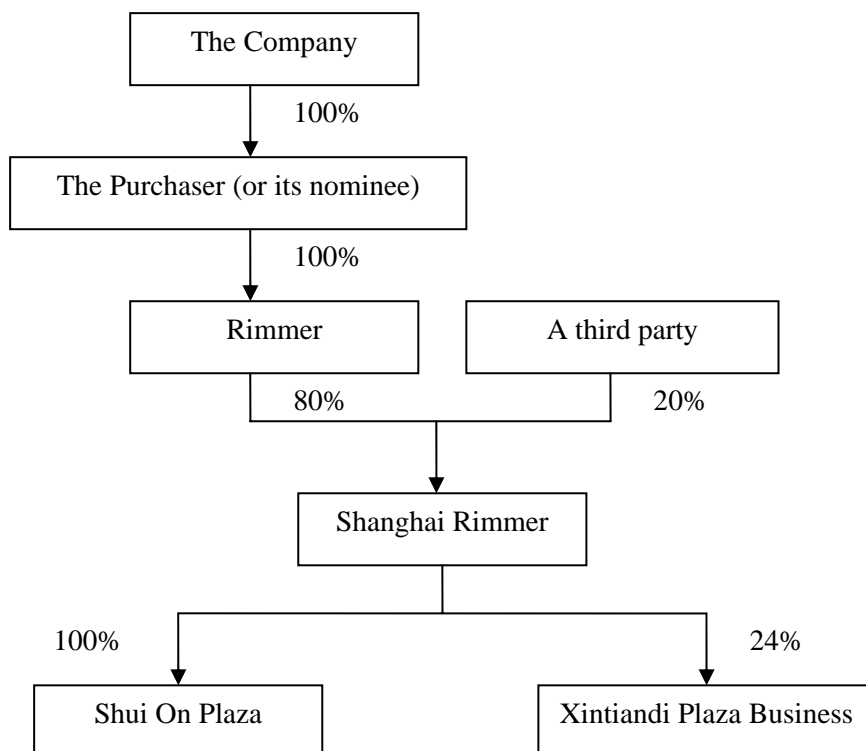 The Company
100%
The Purchaser (or its nominee)
100%
Rimmer
A third party
80%
20%
Shanghai Rimmer
100%
24%
Shui On Plaza
Xintiandi Plaza Business